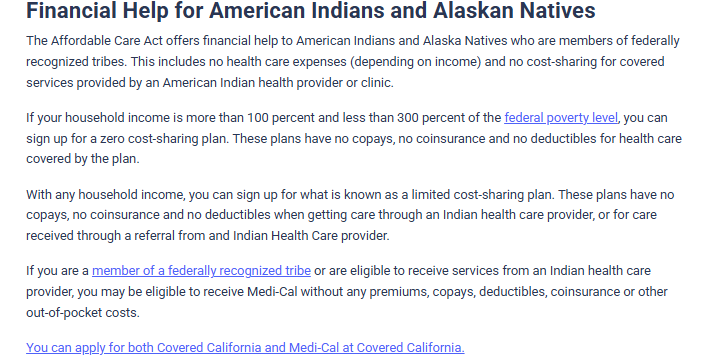 Financial Help for American Indians and Alaskan Natives
The Affordable Care Act offers financial help to American Indians and Alaska Natives who are members of federally
recognized tribes. This includes no health care expenses (depending on income) and no cost-sharing for covered
services provided by an American Indian health provider or clinic.
If your household income is more than 100 percent and less than 300 percent of the federal poverty level, you can
sign up for a zero cost-sharing plan. These plans have no copays, no coinsurance and no deductibles for health care
covered by the plan.
With any household income, you can sign up for what is known as a limited cost-sharing plan. These plans have no
copays, no coinsurance and no deductibles when getting care through an Indian health care provider, or for care
received through a referral from and Indian Health Care provider.
If you are a member of a federally recognized tribe or are eligible to receive services from an Indian health care
provider, you may be eligible to receive Medi-Cal without any premiums, copays, deductibles, coinsurance or other
out-of-pocket costs.
You can apply for both Covered California and Medi-Cal at Covered California.